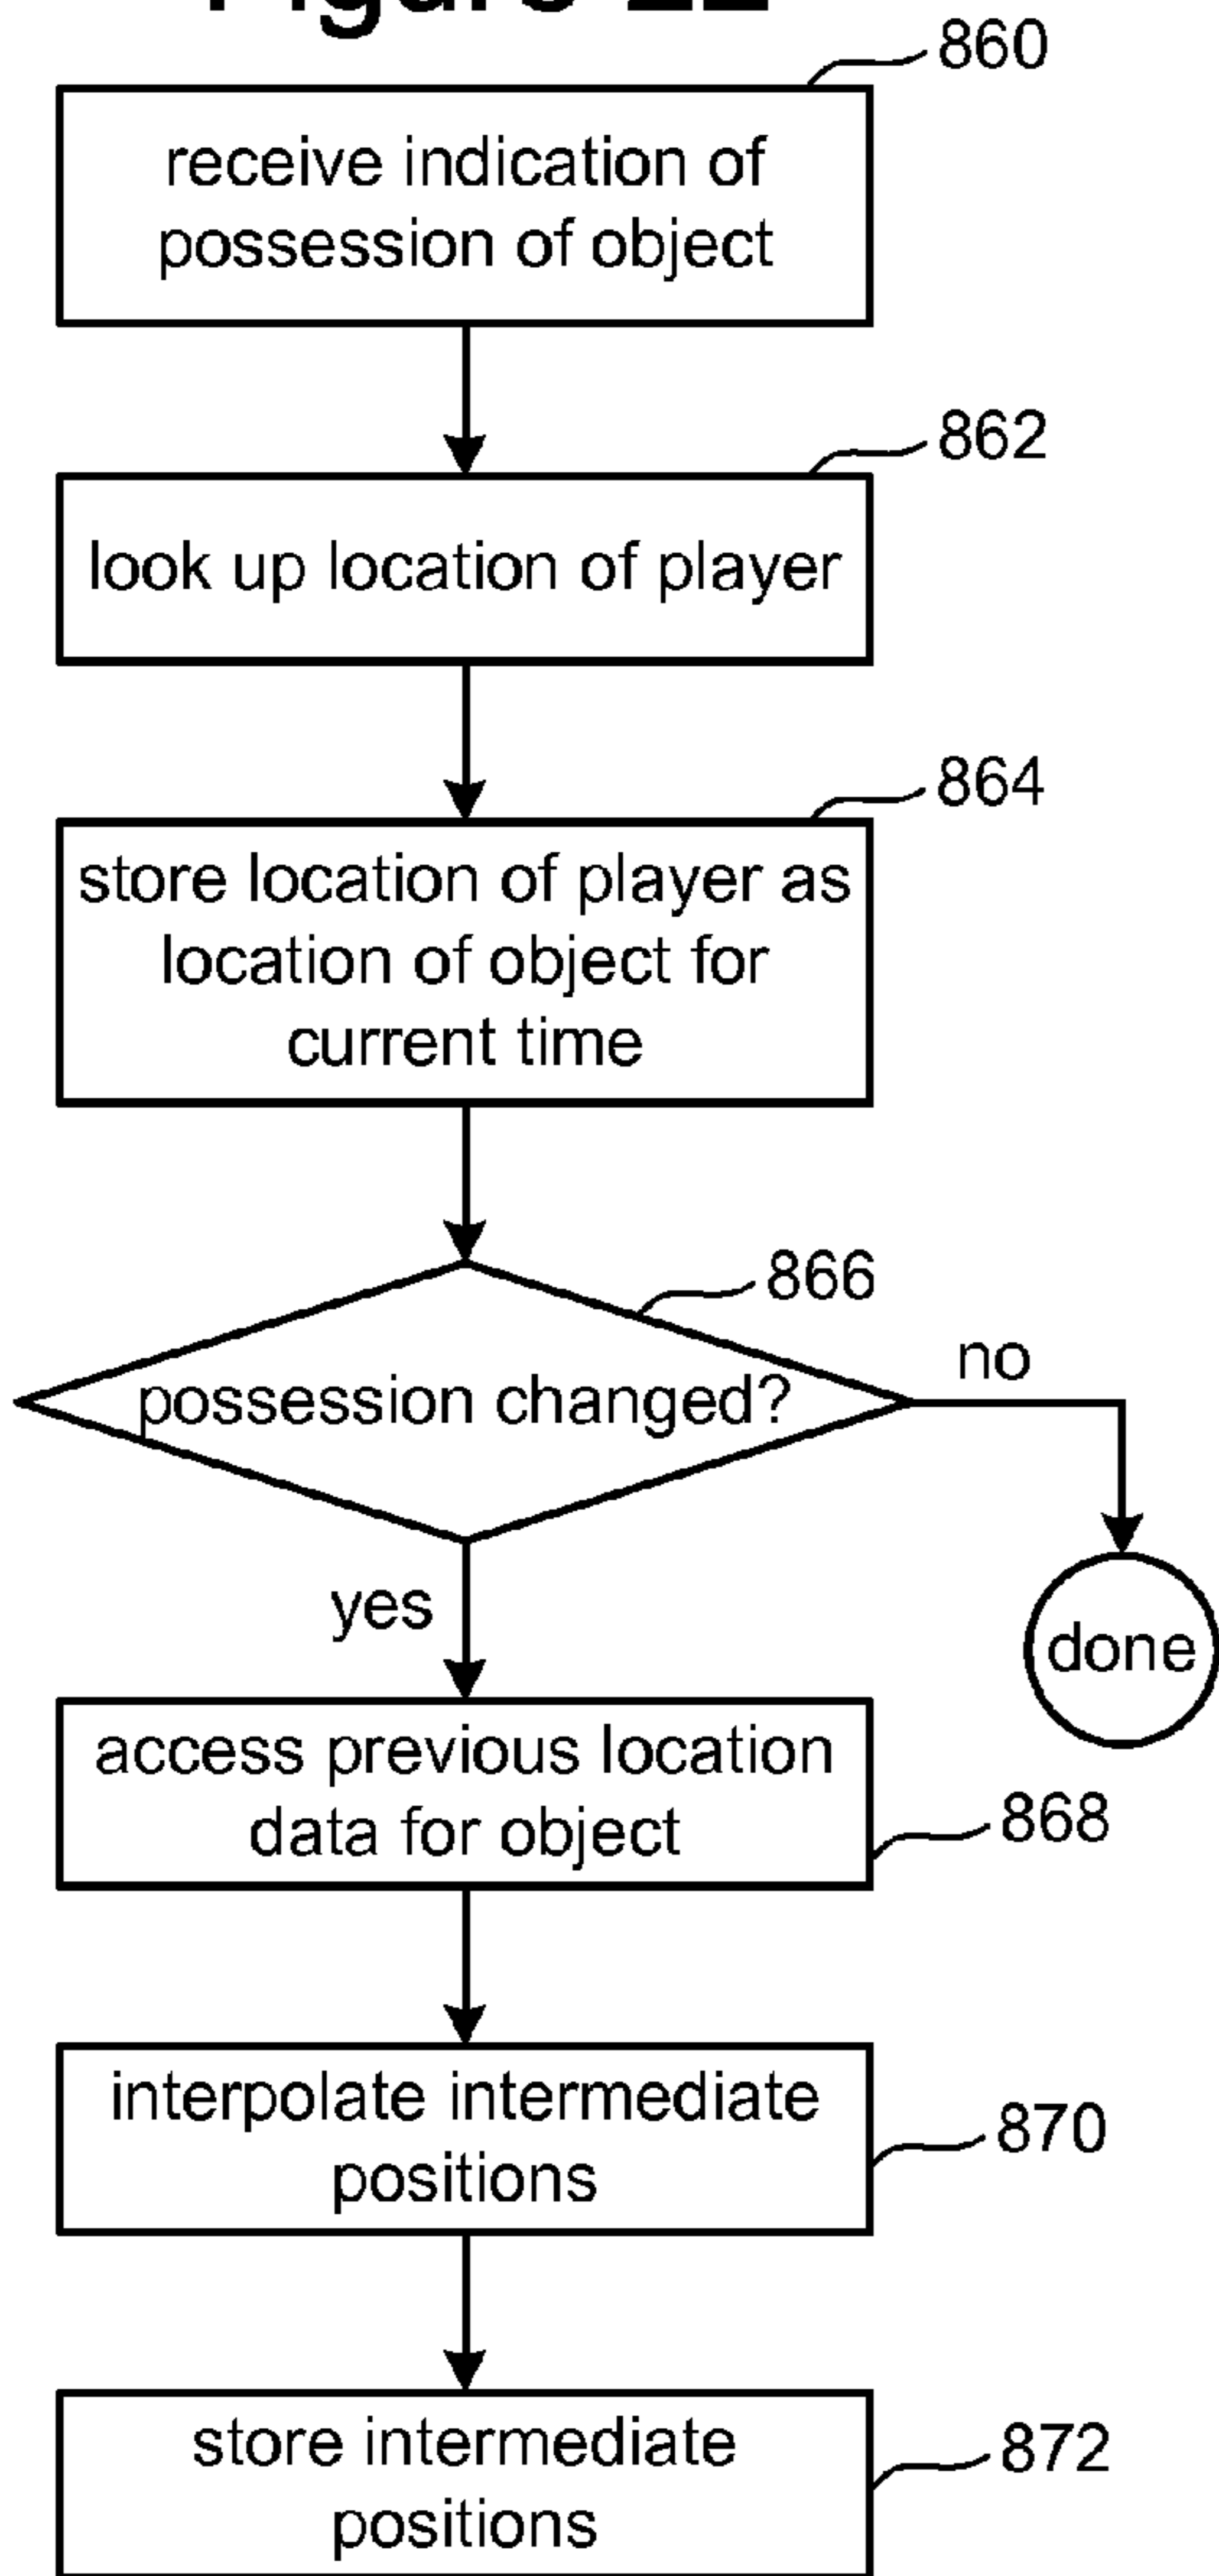 860
receive indication of
possession of object
862
look up location of player
864
store location of player as
location of object for
current time
866
possession changed?
no
yes
done
access previous location
data for object
868
interpolate intermediate
positions
870
store intermediate
positions
872